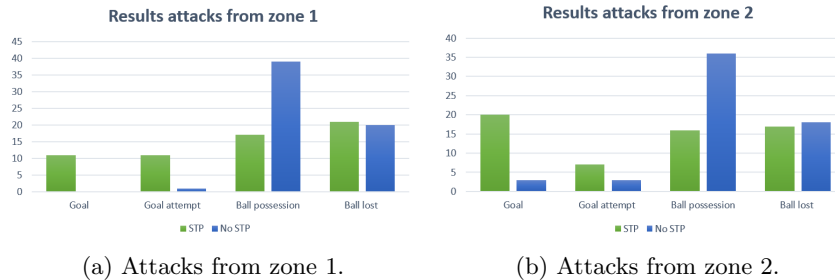 Results attacks from zone 1
45
40
35
30
25
20
15
10
5
0
Goal Goal attempt Ball possession Ball lost
STP No STP
(a) Attacks from zone 1.
Results attacks from zone 2
40
35
30
25
20
15
10
5
0
Goal Goal attempt Ball possession Ball lost
STP No STP
(b) Attacks from zone 2.